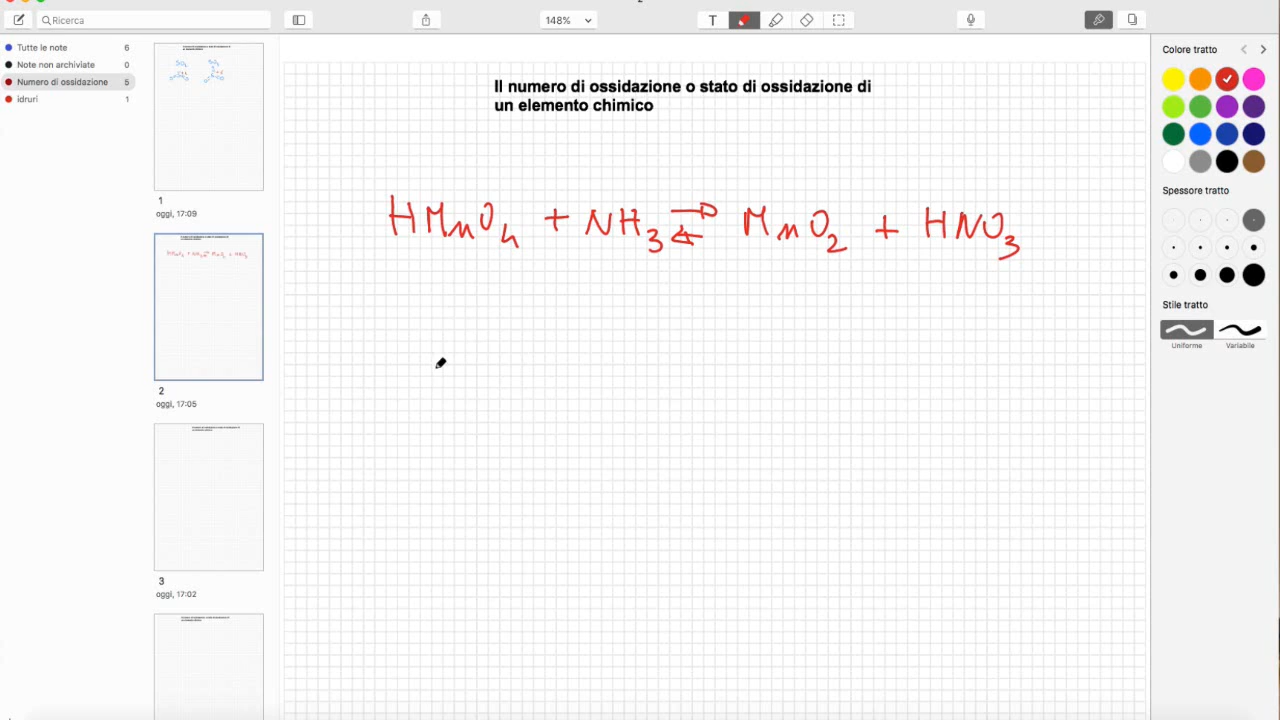 Ricerca
148%
T
Tutte le note 6
Note non archiviate 0
Numero di ossidazione 5
idruri 1
1
oggi, 17:09
2
oggi, 17:05
3
oggi, 17:02
Il numero di ossidazione o stato di ossidazione di
un elemento chimico
HMnO4 + NH3 ⇌ MnO2 + HNO3
Colore tratto
Spessore tratto
Stile tratto
Uniforme Variabile